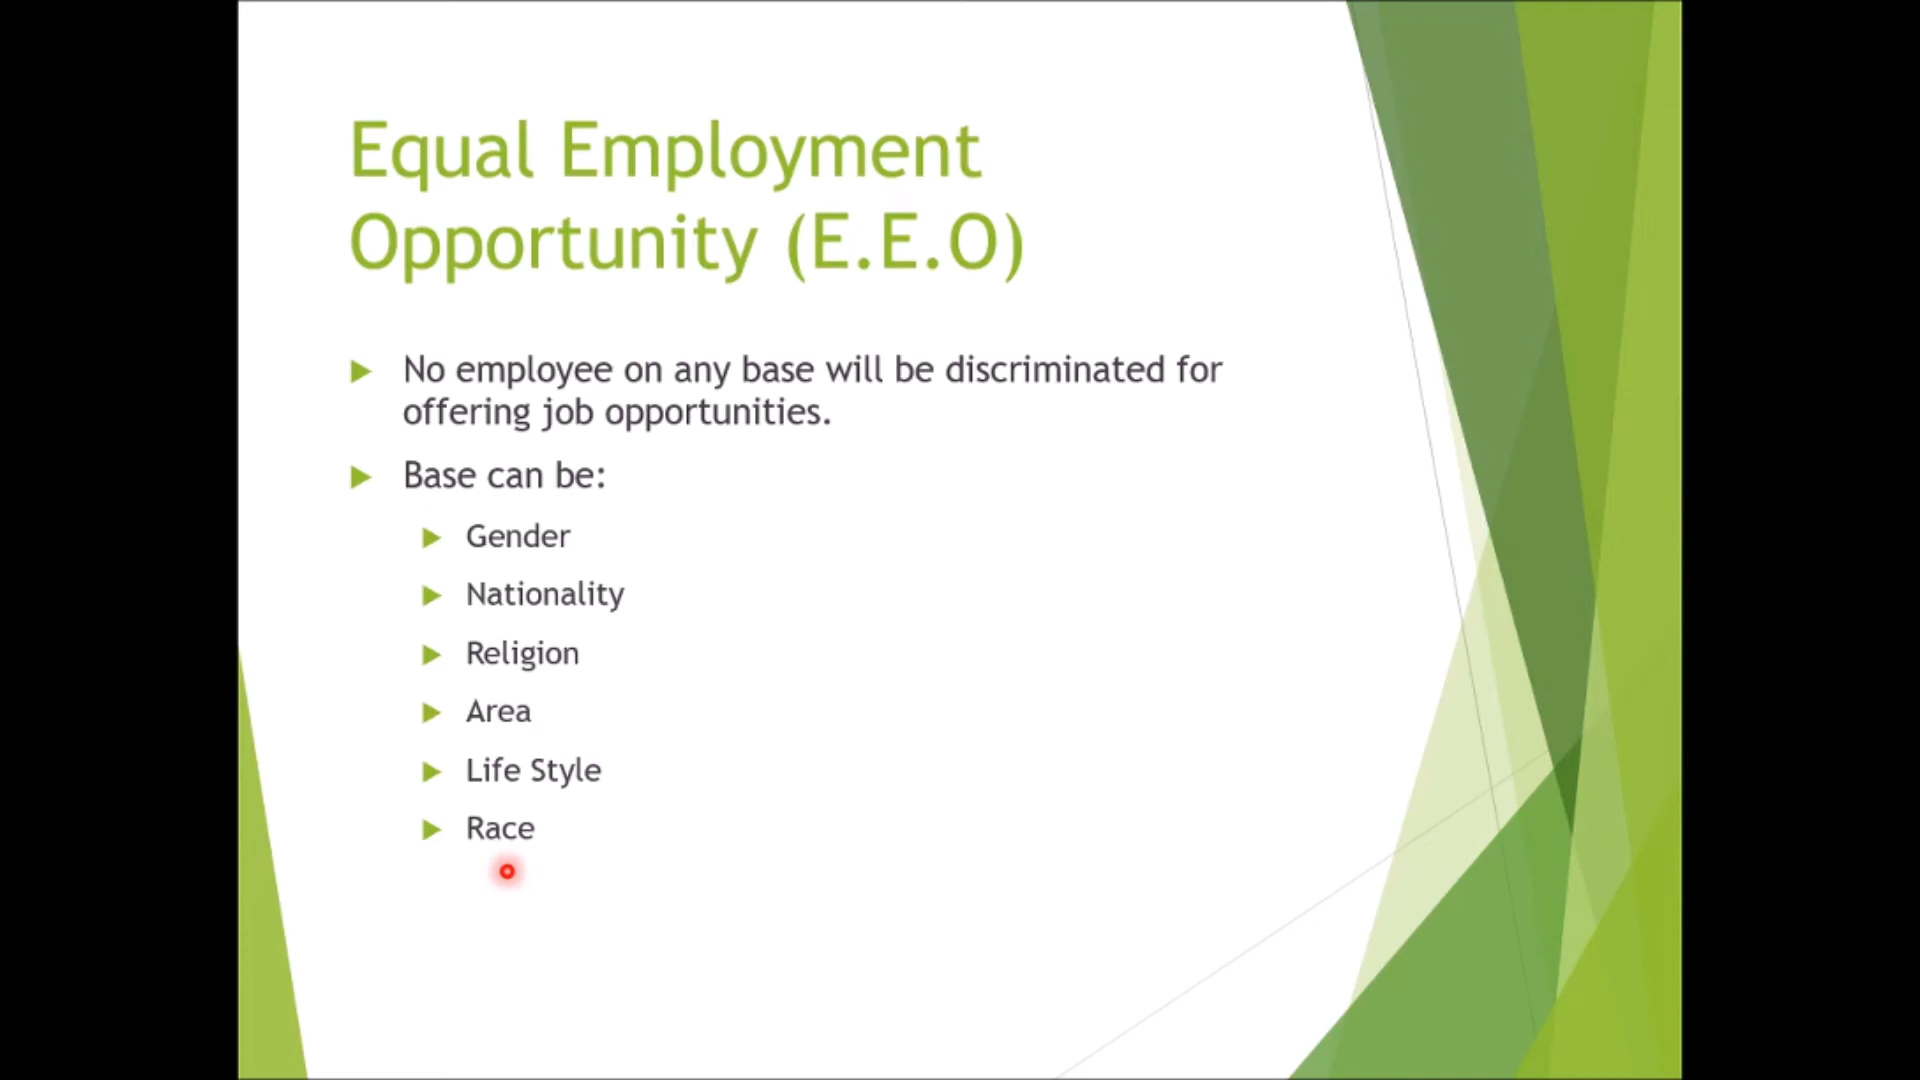 Equal Employment
Opportunity (E.E.O)
No employee on any base will be discriminated for
offering job opportunities.
Base can be:
Gender
Nationality
Religion
Area
Life Style
Race